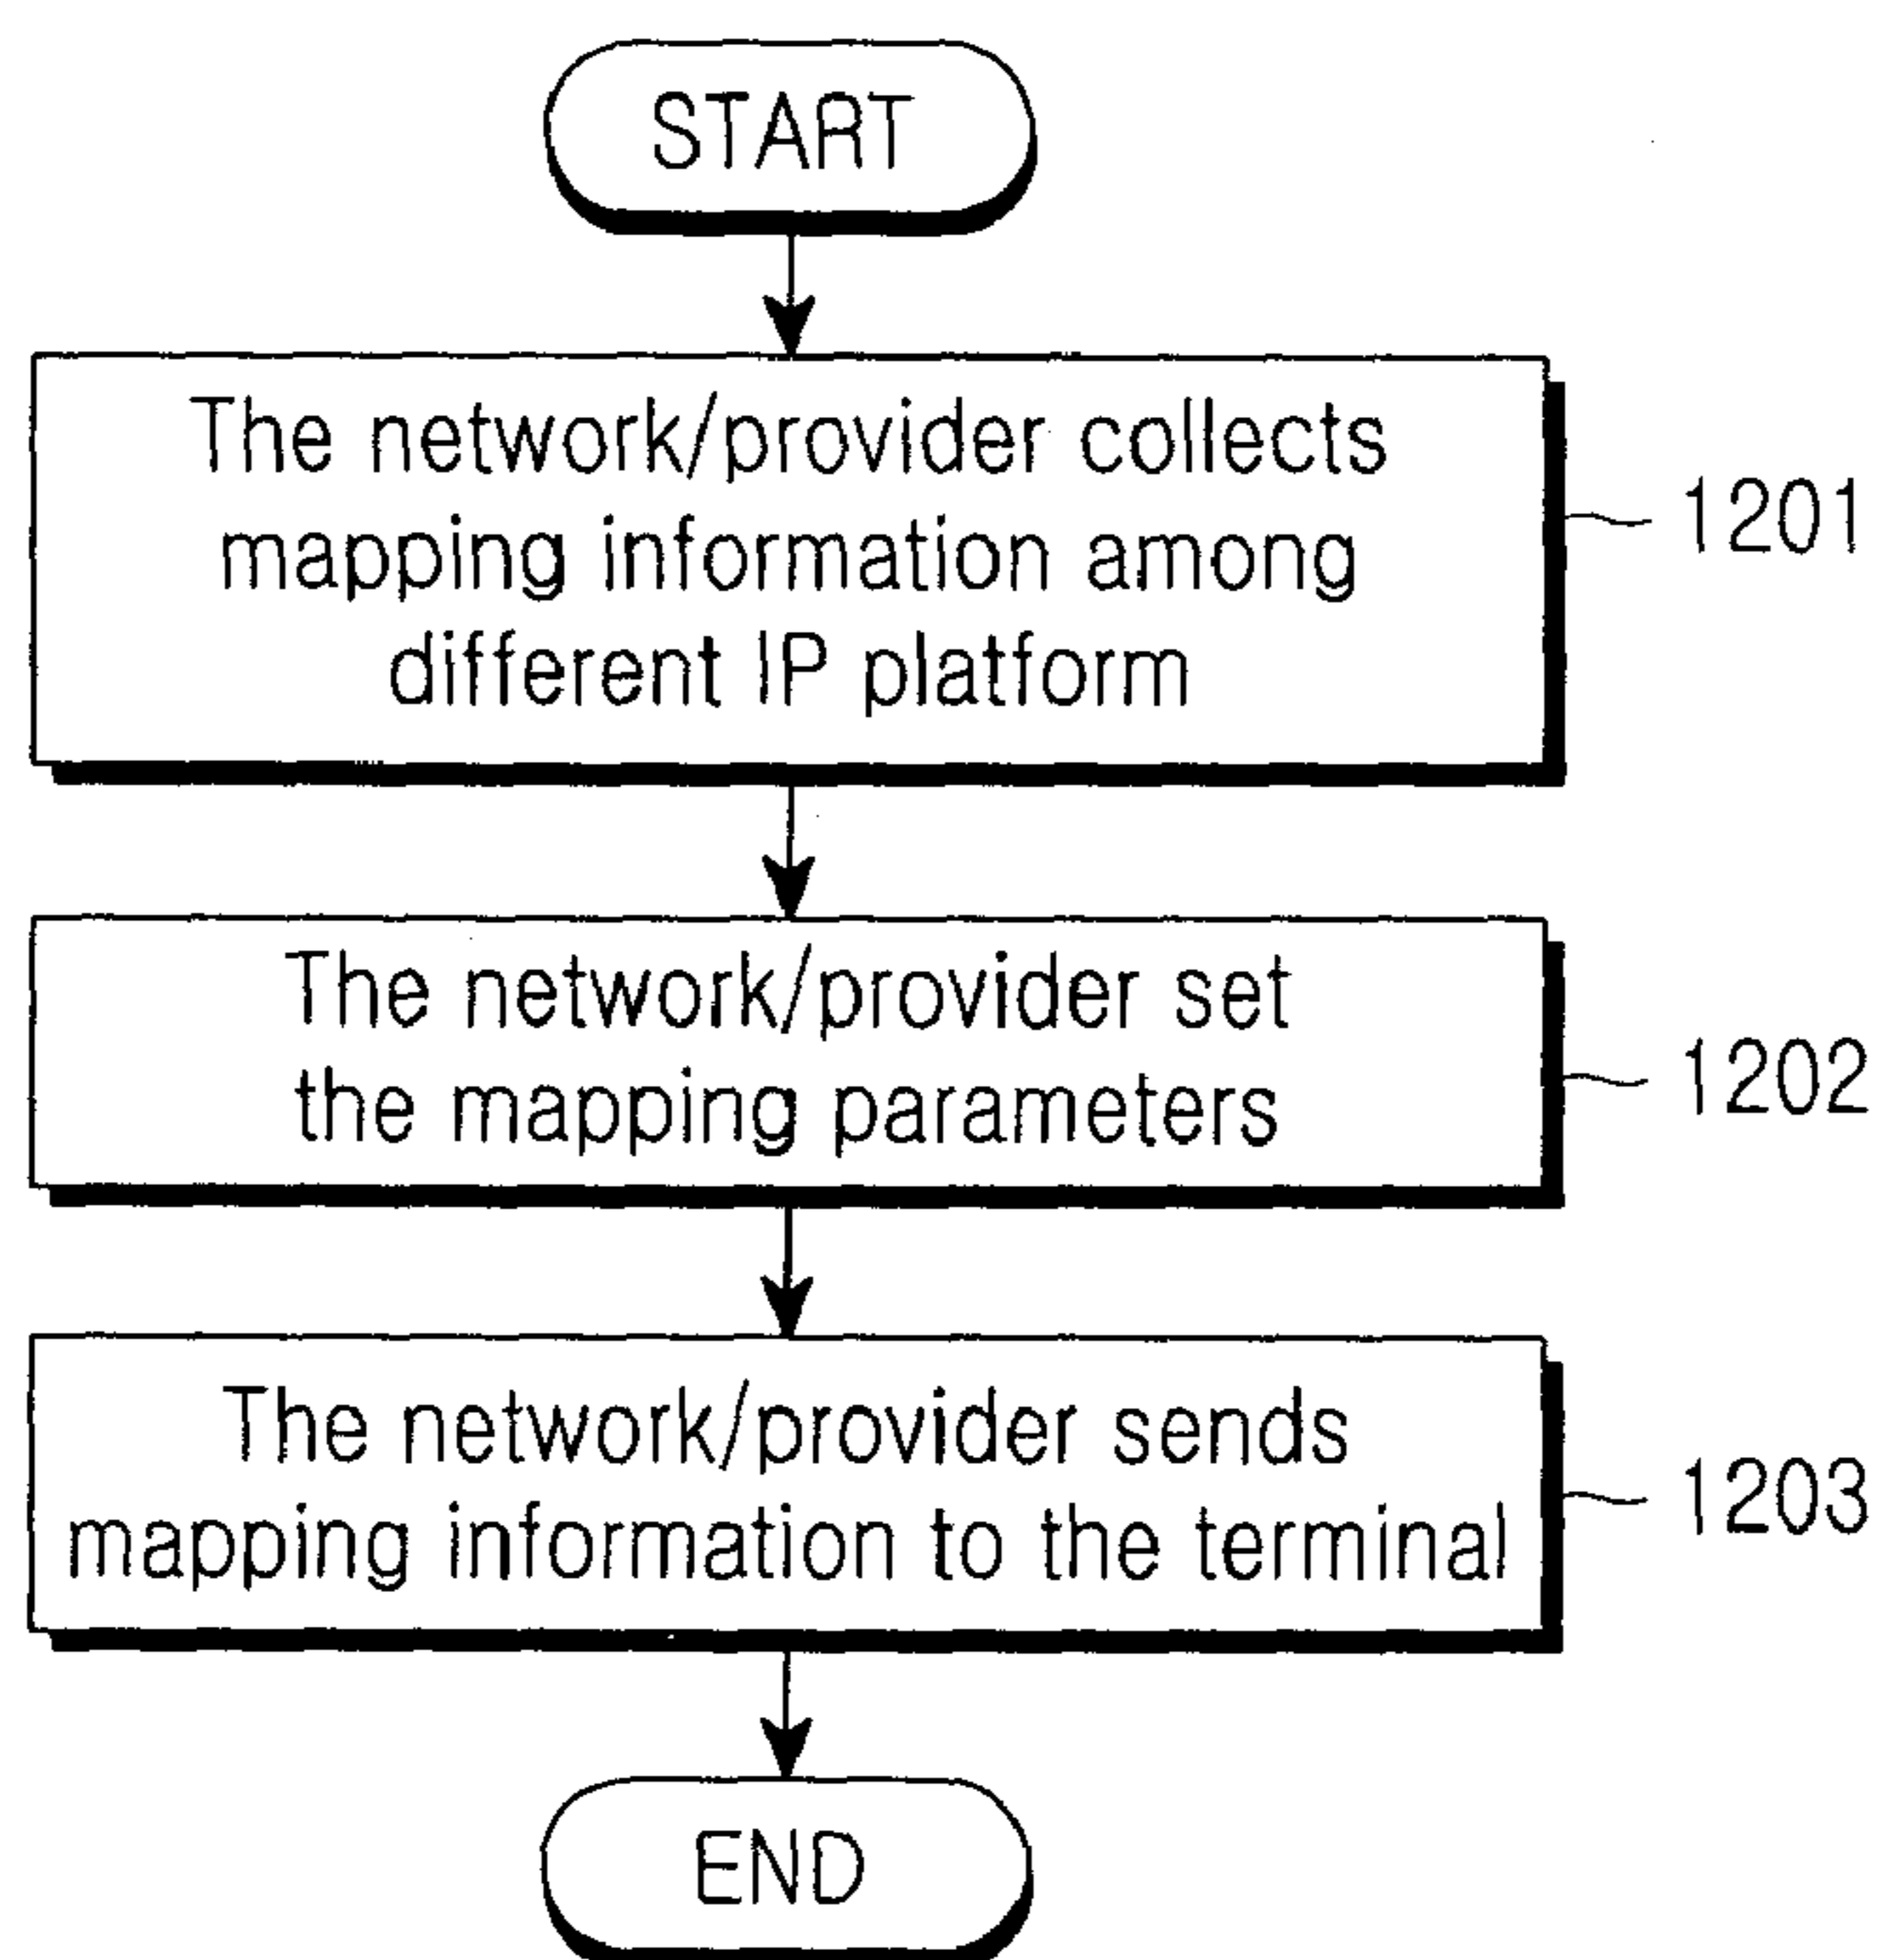 START
The network/provider collects
mapping information among
different IP platform
1201
The network/provider set
the mapping parameters
1202
The network/provider sends
mapping information to the terminal
1203
END